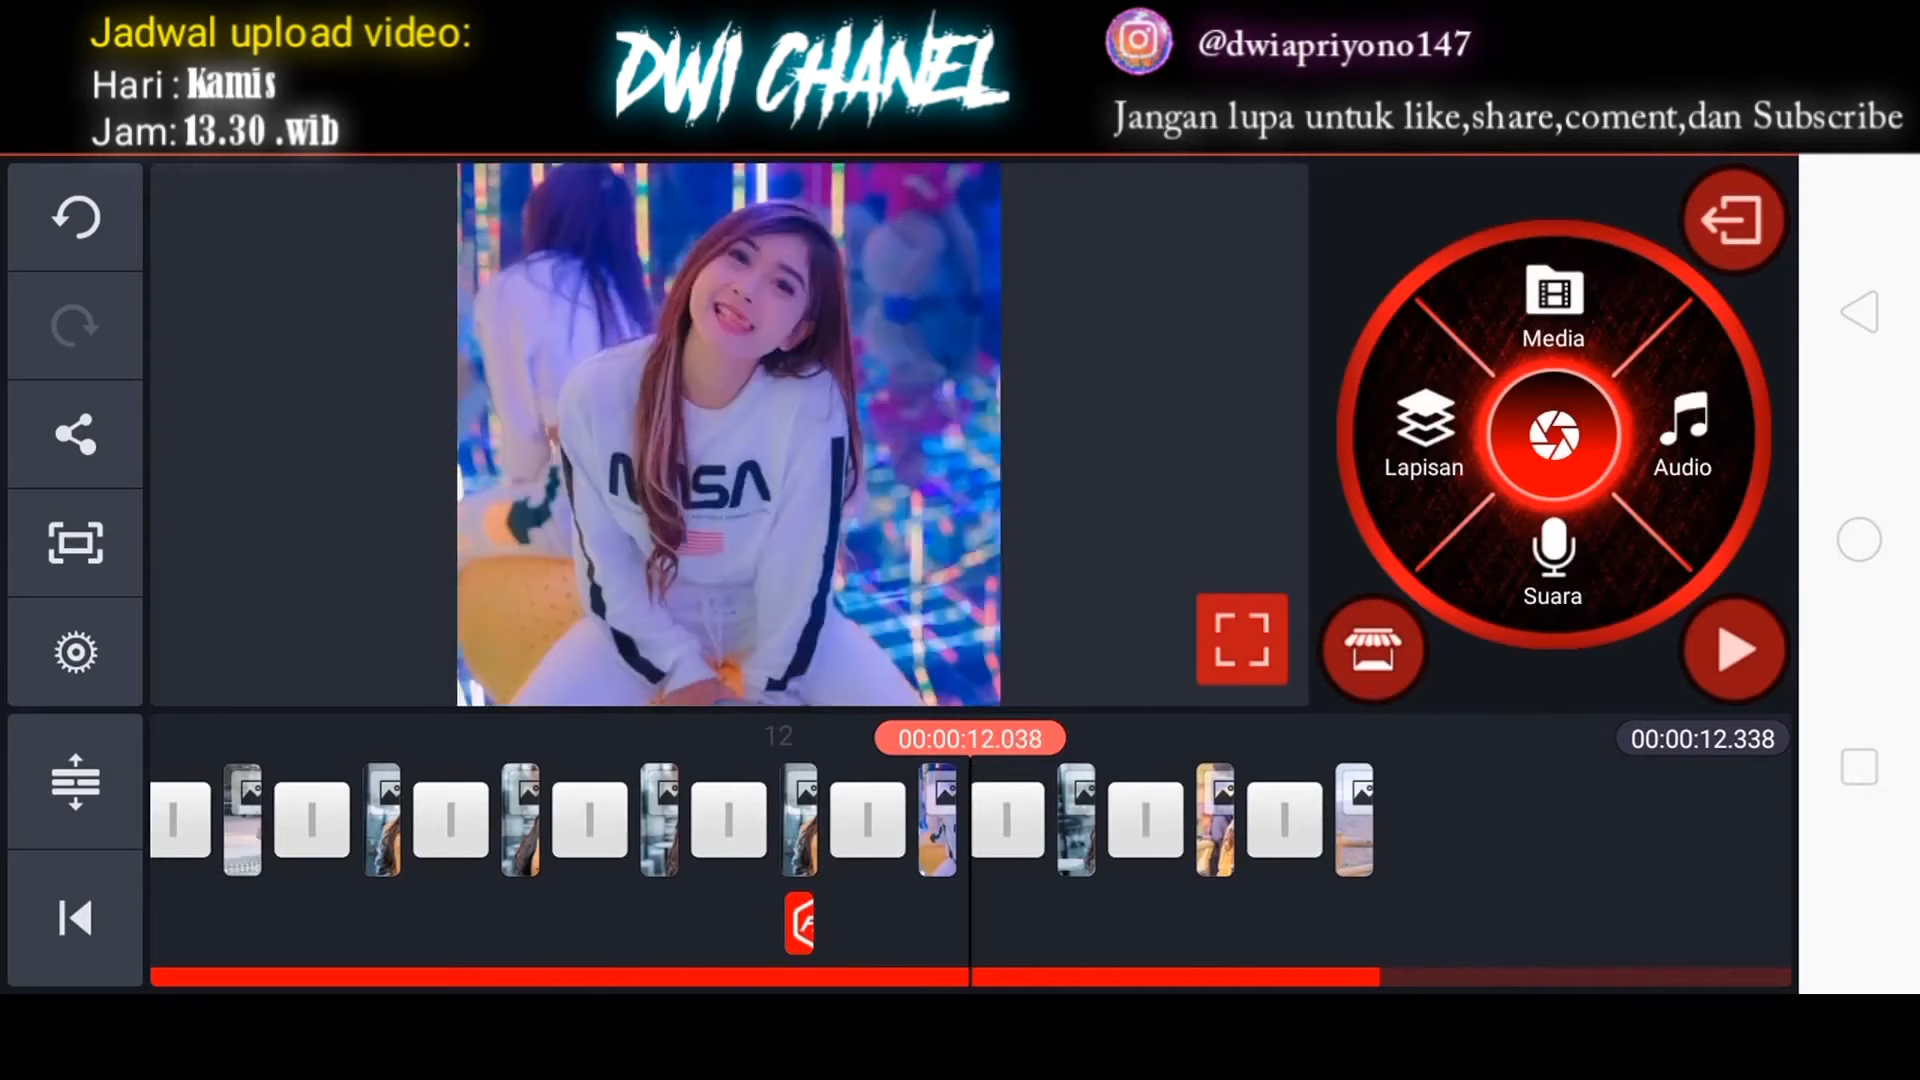 Jadwal upload video:
Hari : Kamis
Jam: 13.30 .wib
DWI CHANEL
@dwiapriyono147
Jangan lupa untuk like,share,coment,dan Subscribe
NASA
Media
Lapisan
Audio
Suara
12
00:00:12.038
00:00:12.338